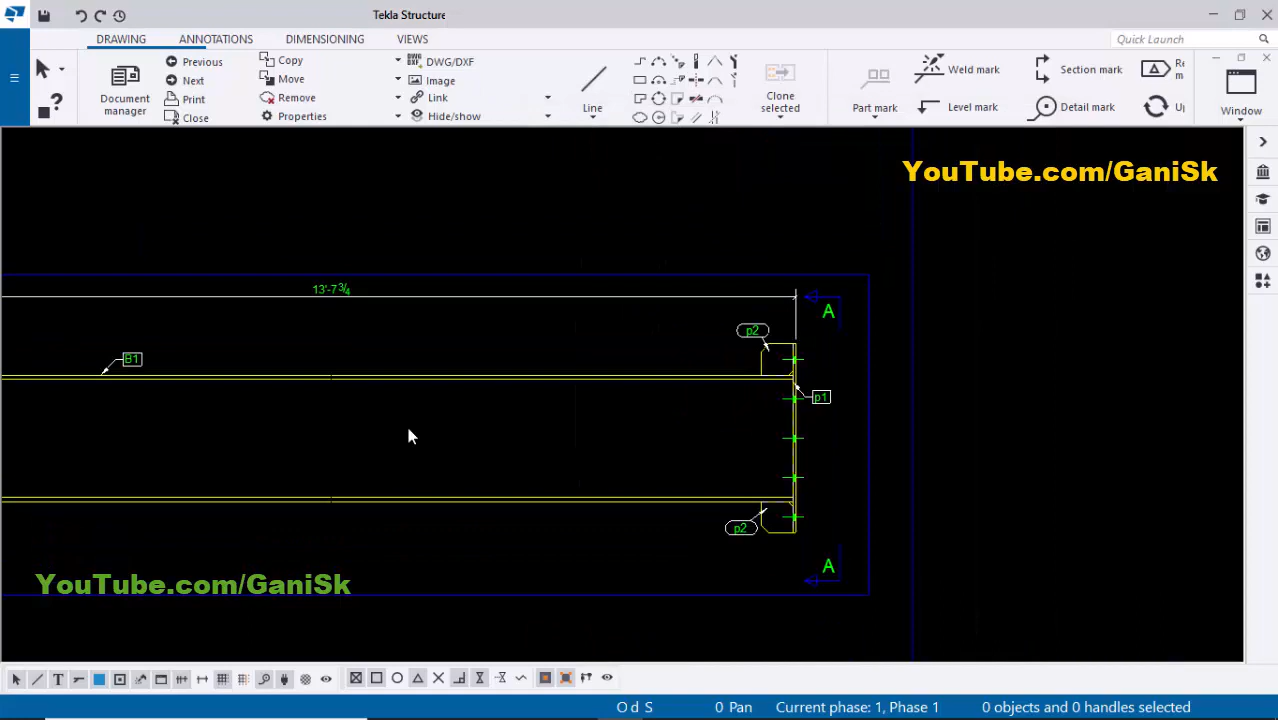 Tekla Structure
DRAWING ANNOTATIONS DIMENSIONING VIEWS
Quick Launch
Document manager
Previous
Next
Print
Close
Copy
Move
Remove
Properties
DWG/DXF
Image
Link
Hide/show
Line
Clone selected
Part mark
Weld mark
Level mark
Section mark
Detail mark
Window
YouTube.com/GaniSk
13'-7 3/4
A
p2
B1
p1
p2
A
YouTube.com/GaniSk
O d S 0 Pan Current phase: 1, Phase 1 0 objects and 0 handles selected